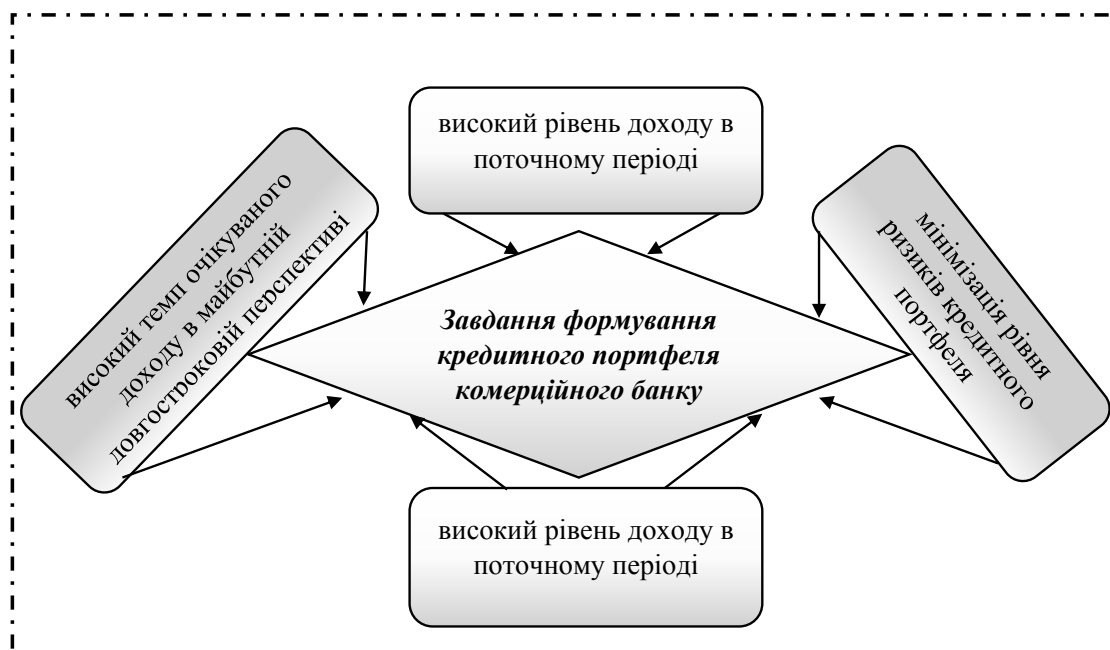 високий рівень доходу в
поточному періоді
високий темп очікуваного
доходу в майбутній
довгостроковій перспективі
мінімізація рівня
ризиків кредитного
портфеля
Завдання формування
кредитного портфеля
комерційного банку
високий рівень доходу в
поточному періоді